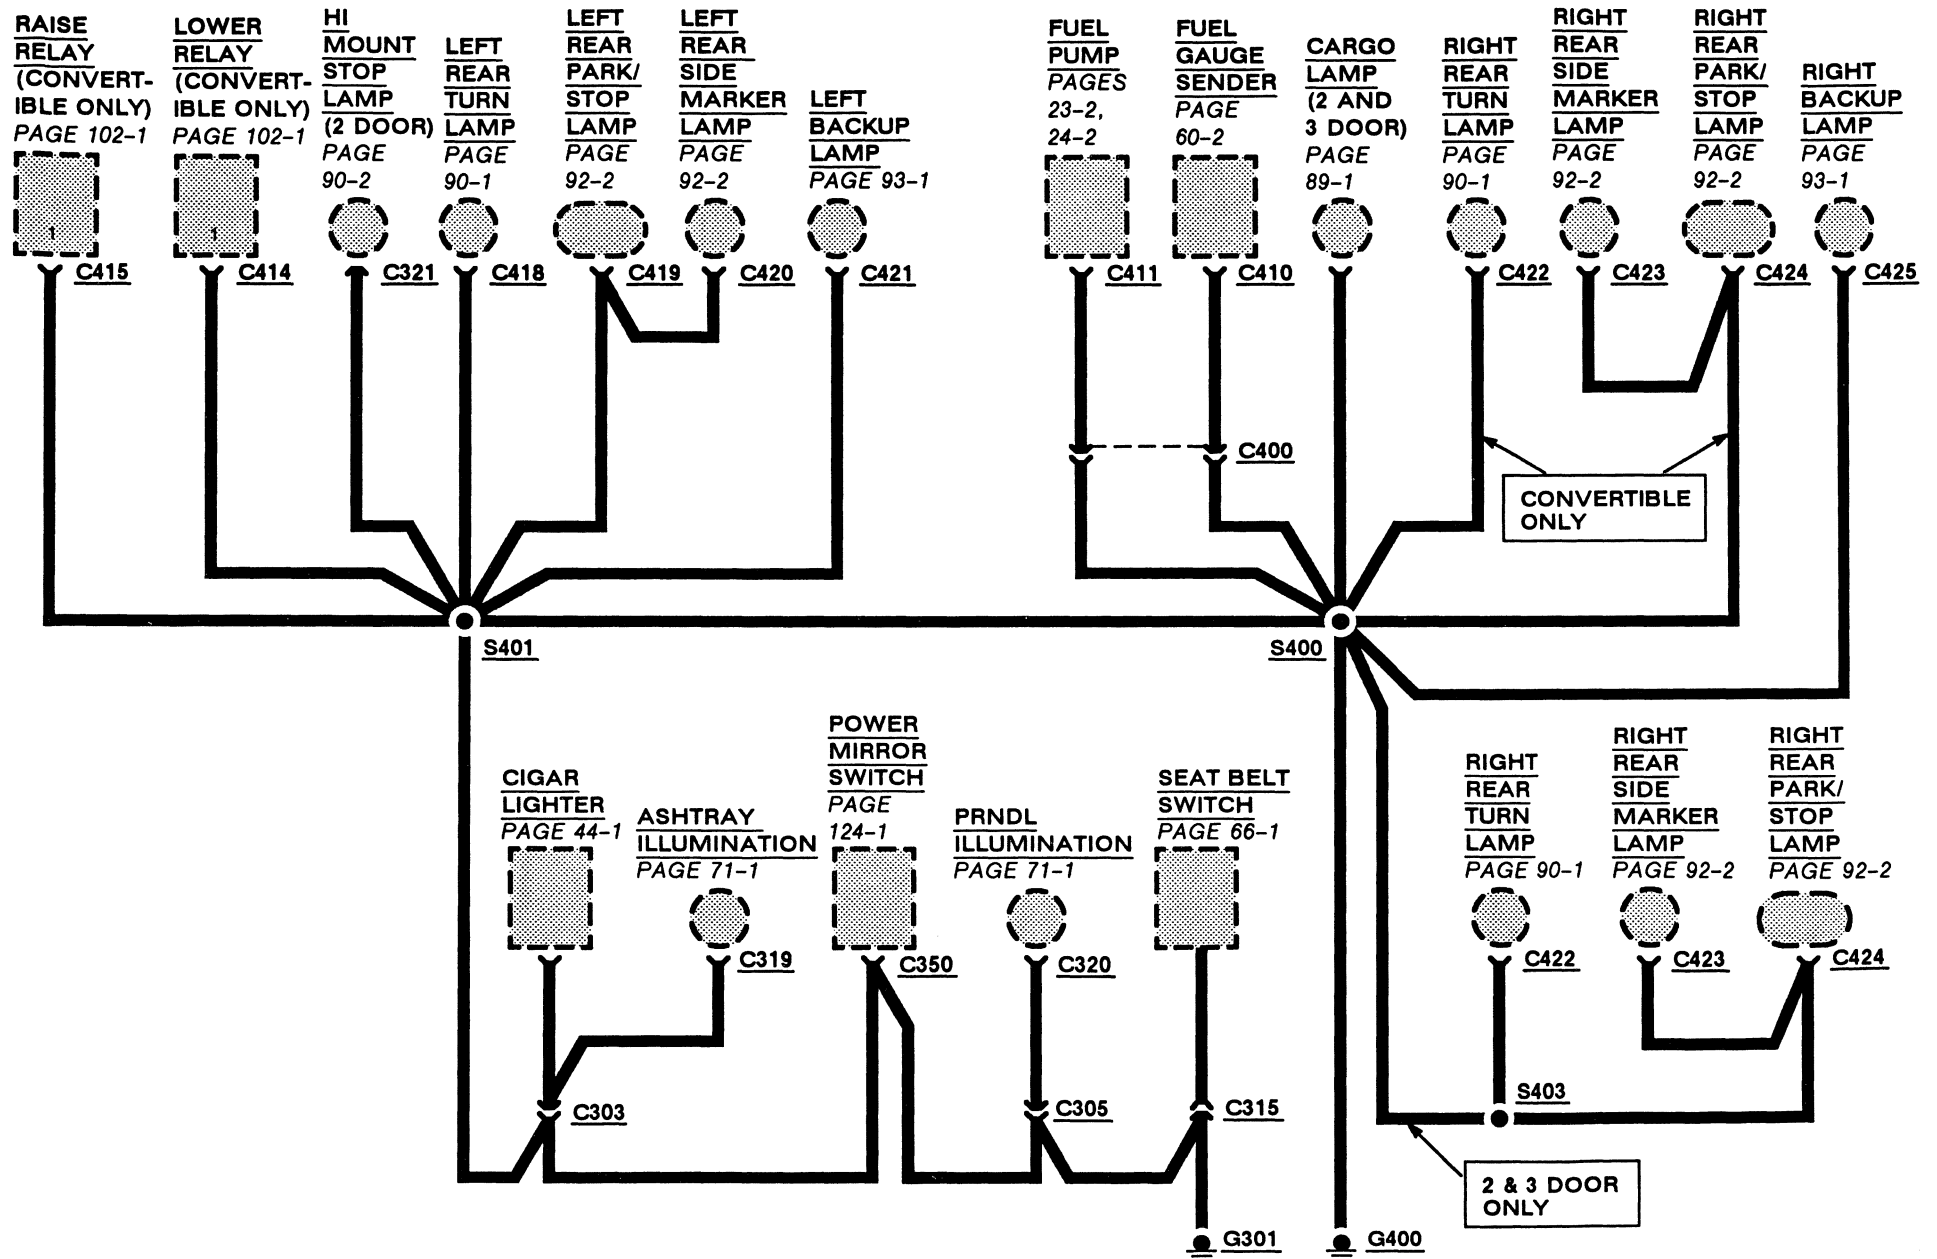 RAISE
RELAY
(CONVERT-
IBLE ONLY)
PAGE 102-1
1
C415
LOWER
RELAY
(CONVERT-
IBLE ONLY)
PAGE 102-1
1
C414
HI
MOUNT
STOP
LAMP
(2 DOOR)
PAGE
90-2
C321
LEFT
REAR
TURN
LAMP
PAGE
90-1
C418
LEFT
REAR
PARK/
STOP
LAMP
PAGE
92-2
C419
LEFT
REAR
SIDE
MARKER
LAMP
PAGE
92-2
C420
LEFT
BACKUP
LAMP
PAGE 93-1
C421
FUEL
PUMP
PAGES
23-2,
24-2
C411
FUEL
GAUGE
SENDER
PAGE
60-2
C410
CARGO
LAMP
(2 AND
3 DOOR)
PAGE
89-1
RIGHT
REAR
TURN
LAMP
PAGE
90-1
C422
RIGHT
REAR
SIDE
MARKER
LAMP
PAGE
92-2
C423
RIGHT
REAR
PARK/
STOP
LAMP
PAGE
92-2
C424
RIGHT
BACKUP
LAMP
PAGE
93-1
C425
C400
CONVERTIBLE
ONLY
S401
S400
CIGAR
LIGHTER
PAGE 44-1
ASHTRAY
ILLUMINATION
PAGE 71-1
C319
POWER
MIRROR
SWITCH
PAGE
124-1
C350
PRNDL
ILLUMINATION
PAGE 71-1
C320
SEAT BELT
SWITCH
PAGE 66-1
RIGHT
REAR
TURN
LAMP
PAGE 90-1
C422
RIGHT
REAR
SIDE
MARKER
LAMP
PAGE 92-2
C423
RIGHT
REAR
PARK/
STOP
LAMP
PAGE 92-2
C424
C303
C305
C315
S403
2 & 3 DOOR
ONLY
G301
G400